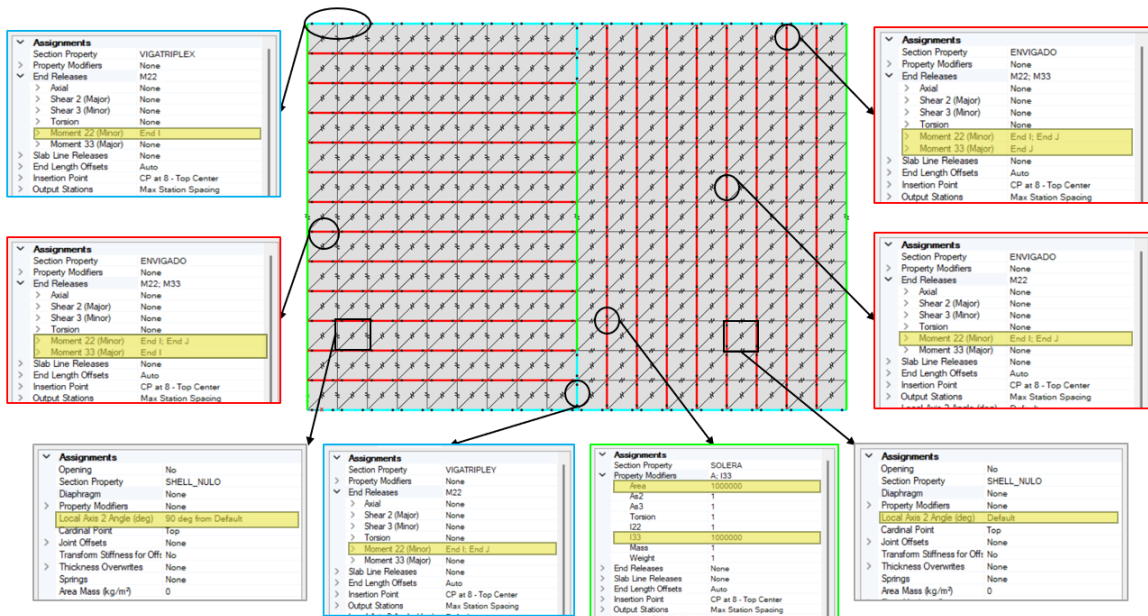 Assignments
Section Property VIGATRIPLEX
Property Modifiers None
End Releases M22
Axial None
Shear 2 (Major) None
Shear 3 (Minor) None
Torsion None
Moment 22 (Minor) End I
Moment 33 (Major) None
Slab Line Releases None
End Length Offsets Auto
Insertion Point CP at 8 - Top Center
Output Stations Max Station Spacing
Assignments
Section Property ENVIGADO
Property Modifiers None
End Releases M22; M33
Axial None
Shear 2 (Major) None
Shear 3 (Minor) None
Torsion None
Moment 22 (Minor) End I; End J
Moment 33 (Major) End J
Slab Line Releases None
End Length Offsets Auto
Insertion Point CP at 8 - Top Center
Output Stations Max Station Spacing
Assignments
Section Property ENVIGADO
Property Modifiers None
End Releases M22; M33
Axial None
Shear 2 (Major) None
Shear 3 (Minor) None
Torsion None
Moment 22 (Minor) End I; End J
Moment 33 (Major) End I
Slab Line Releases None
End Length Offsets Auto
Insertion Point CP at 8 - Top Center
Output Stations Max Station Spacing
Assignments
Section Property ENVIGADO
Property Modifiers None
End Releases M22
Axial None
Shear 2 (Major) None
Shear 3 (Minor) None
Torsion None
Moment 22 (Minor) End I; End J
Moment 33 (Major) None
Slab Line Releases None
End Length Offsets Auto
Insertion Point CP at 8 - Top Center
Output Stations Max Station Spacing
Assignments
Opening No
Section Property SHELL_NULO
Diaphragm None
Property Modifiers None
Local Axis 2 Angle (deg) 90 deg from Default
Cardinal Point Top
Joint Offsets None
Transform Stiffness for Offs No
Thickness Overwrites None
Springs None
Area Mass (kg/m²) 0
Assignments
Section Property VIGATRIPLEY
Property Modifiers None
End Releases M22
Axial None
Shear 2 (Major) None
Shear 3 (Minor) None
Torsion None
Moment 22 (Minor) End I; End J
Moment 33 (Major) None
Slab Line Releases None
End Length Offsets Auto
Insertion Point CP at 8 - Top Center
Output Stations Max Station Spacing
Assignments
Section Property SOLERA
Property Modifiers A; I33
Area 1000000
As2 1
As3 1
Torsion 1
I22 1
I33 1000000
Mass 1
Weight 1
End Releases None
Slab Line Releases None
End Length Offsets Auto
Insertion Point CP at 8 - Top Center
Output Stations Max Station Spacing
Assignments
Opening No
Section Property SHELL_NULO
Diaphragm None
Property Modifiers None
Local Axis 2 Angle (deg) Default
Cardinal Point Top
Joint Offsets None
Transform Stiffness for Offs No
Thickness Overwrites None
Springs None
Area Mass (kg/m²) 0